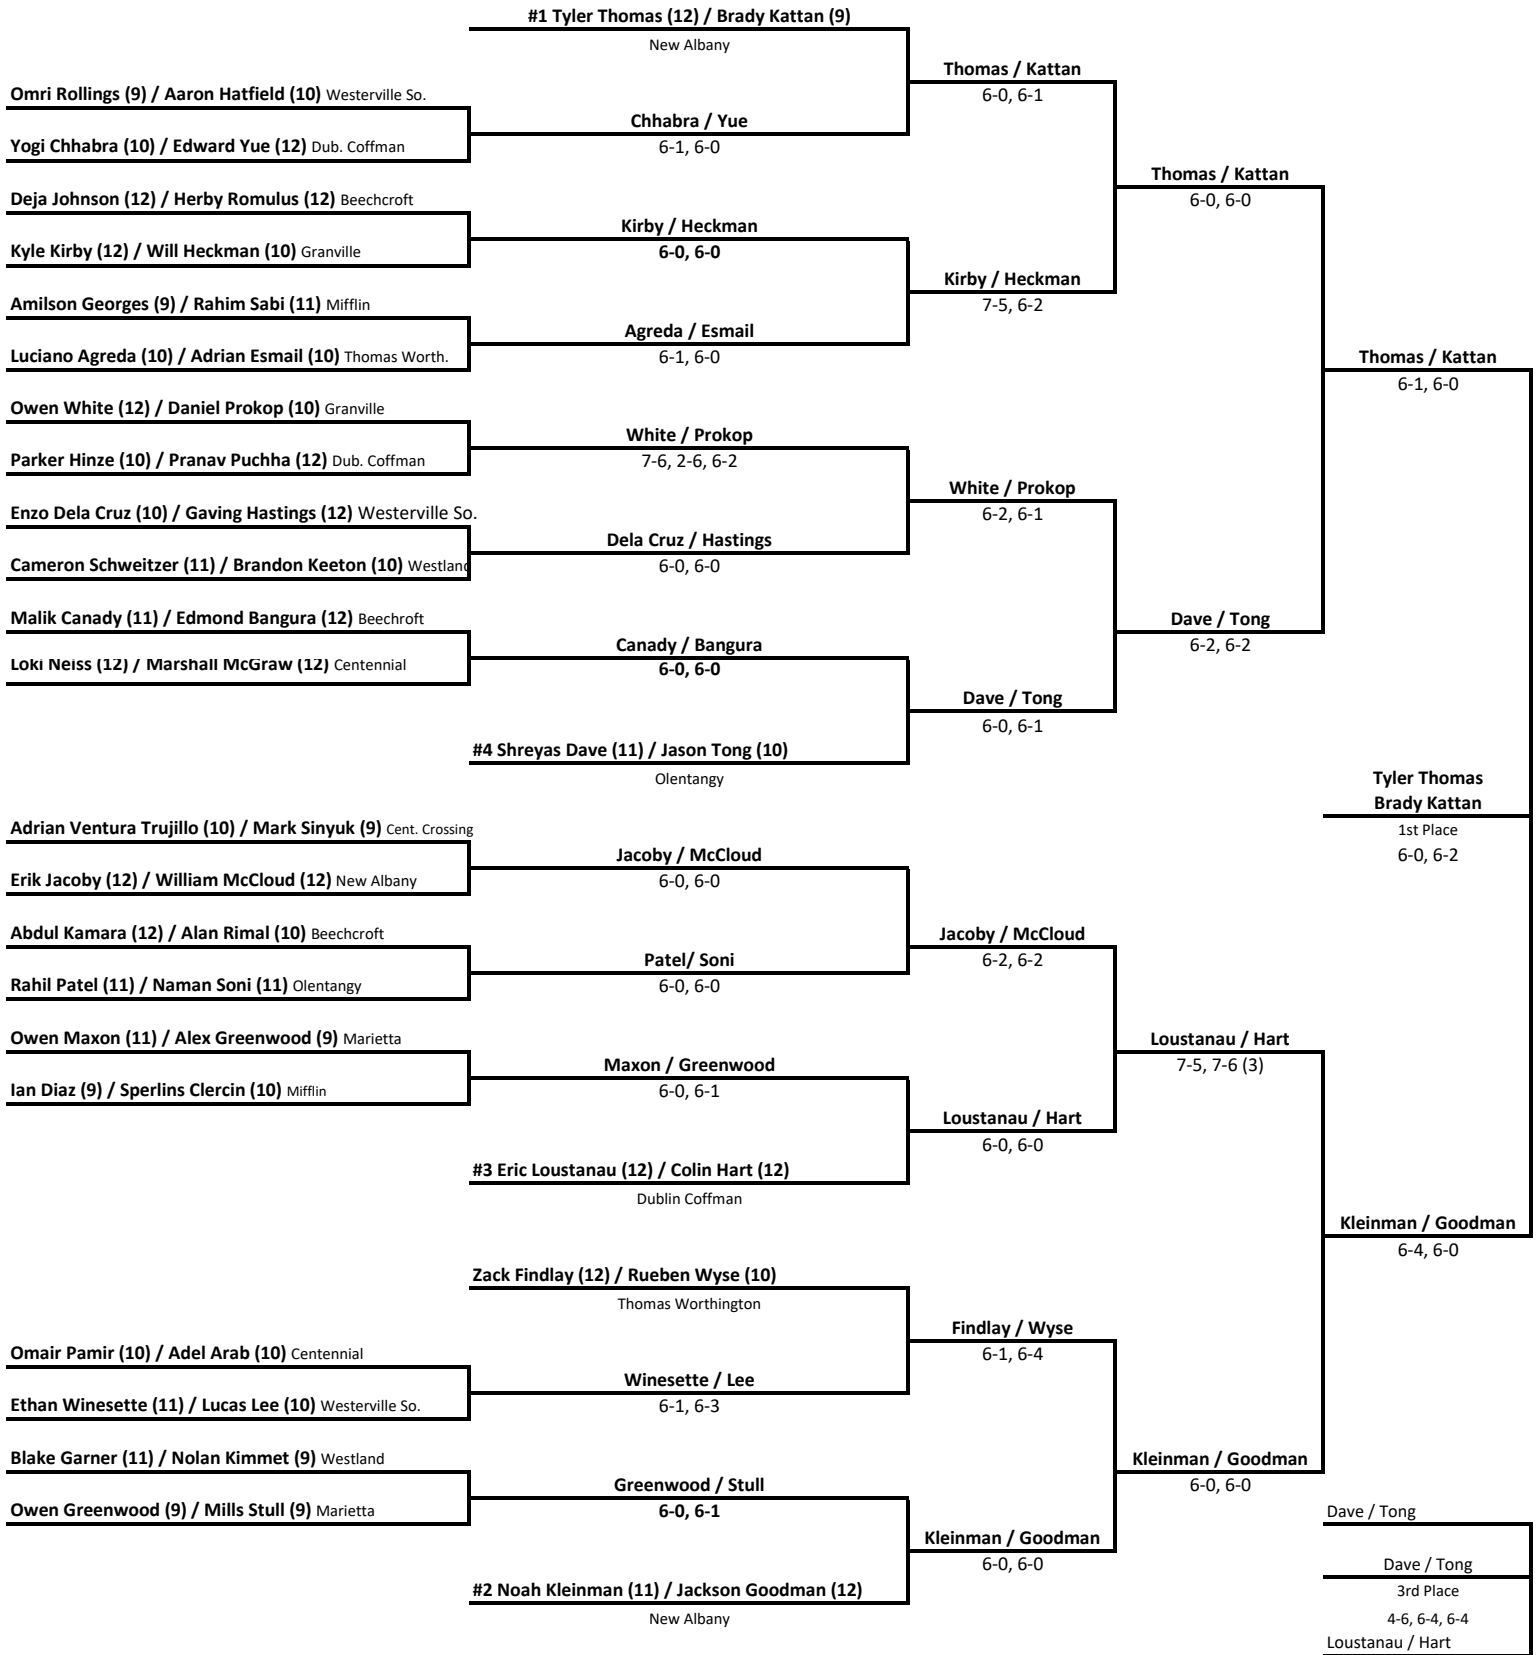 #1 Tyler Thomas (12) / Brady Kattan (9)
New Albany
Thomas / Kattan
6-0, 6-1
Omri Rollings (9) / Aaron Hatfield (10) Westerville So.
Chhabra / Yue
6-1, 6-0
Yogi Chhabra (10) / Edward Yue (12) Dub. Coffman
Thomas / Kattan
6-0, 6-0
Deja Johnson (12) / Herby Romulus (12) Beechcroft
Kirby / Heckman
6-0, 6-0
Kyle Kirby (12) / Will Heckman (10) Granville
Kirby / Heckman
7-5, 6-2
Amilson Georges (9) / Rahim Sabi (11) Mifflin
Agreda / Esmail
6-1, 6-0
Luciano Agreda (10) / Adrian Esmail (10) Thomas Worth.
Thomas / Kattan
6-1, 6-0
Owen White (12) / Daniel Prokop (10) Granville
White / Prokop
7-6, 2-6, 6-2
Parker Hinze (10) / Pranav Puchha (12) Dub. Coffman
White / Prokop
6-2, 6-1
Enzo Dela Cruz (10) / Gaving Hastings (12) Westerville So.
Dela Cruz / Hastings
6-0, 6-0
Cameron Schweitzer (11) / Brandon Keeton (10) Westland
Malik Canady (11) / Edmond Bangura (12) Beechroft
Dave / Tong
6-2, 6-2
Canady / Bangura
6-0, 6-0
Loki Neiss (12) / Marshall McGraw (12) Centennial
Dave / Tong
6-0, 6-1
#4 Shreyas Dave (11) / Jason Tong (10)
Olentangy
Tyler Thomas
Brady Kattan
1st Place
6-0, 6-2
Adrian Ventura Trujillo (10) / Mark Sinyuk (9) Cent. Crossing
Jacoby / McCloud
6-0, 6-0
Erik Jacoby (12) / William McCloud (12) New Albany
Abdul Kamara (12) / Alan Rimal (10) Beechcroft
Jacoby / McCloud
6-2, 6-2
Patel/ Soni
6-0, 6-0
Rahil Patel (11) / Naman Soni (11) Olentangy
Owen Maxon (11) / Alex Greenwood (9) Marietta
Loustanau / Hart
7-5, 7-6 (3)
Maxon / Greenwood
6-0, 6-1
Ian Diaz (9) / Sperlins Clercin (10) Mifflin
Loustanau / Hart
6-0, 6-0
#3 Eric Loustanau (12) / Colin Hart (12)
Dublin Coffman
Kleinman / Goodman
6-4, 6-0
Zack Findlay (12) / Rueben Wyse (10)
Thomas Worthington
Findlay / Wyse
6-1, 6-4
Omair Pamir (10) / Adel Arab (10) Centennial
Winesette / Lee
6-1, 6-3
Ethan Winesette (11) / Lucas Lee (10) Westerville So.
Blake Garner (11) / Nolan Kimmet (9) Westland
Kleinman / Goodman
6-0, 6-0
Greenwood / Stull
6-0, 6-1
Owen Greenwood (9) / Mills Stull (9) Marietta
Dave / Tong
Kleinman / Goodman
6-0, 6-0
Dave / Tong
3rd Place
4-6, 6-4, 6-4
#2 Noah Kleinman (11) / Jackson Goodman (12)
New Albany
Loustanau / Hart